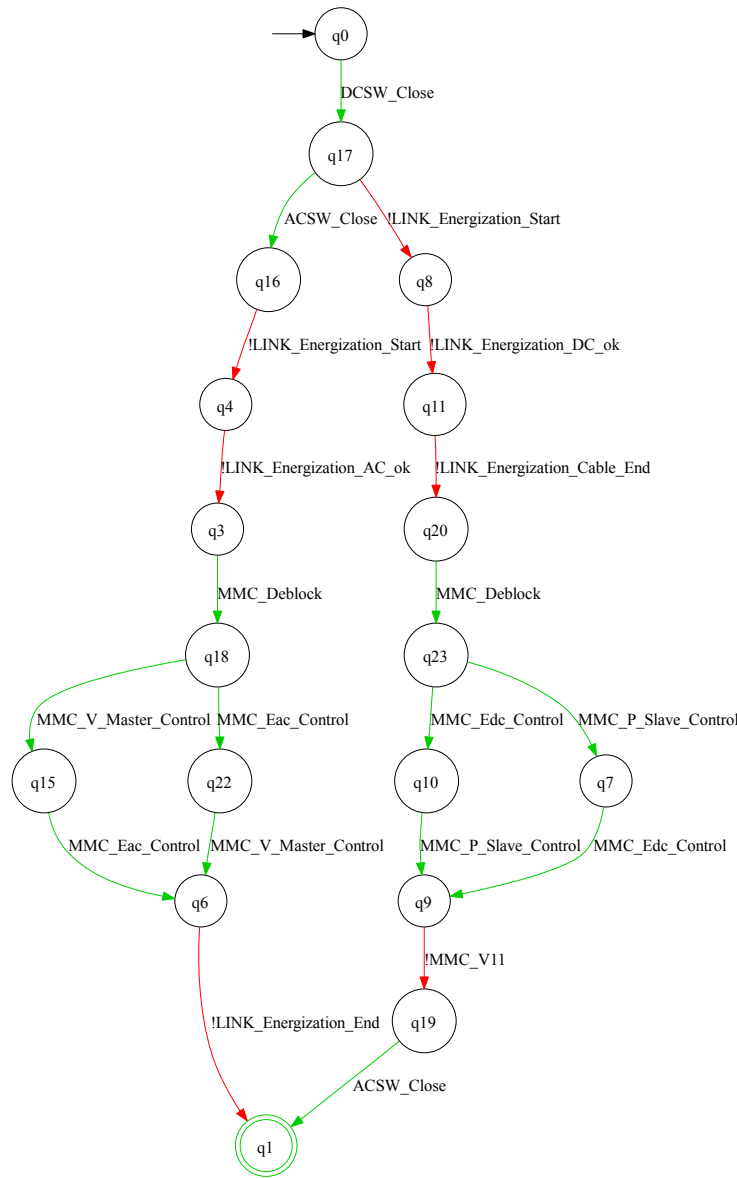 q0
DCSW_Close
q17
ACSW_Close
!LINK_Energization_Start
q16
q8
!LINK_Energization_Start
!LINK_Energization_DC_ok
q4
q11
!LINK_Energization_AC_ok
!LINK_Energization_Cable_End
q3
q20
MMC_Deblock
MMC_Deblock
q18
q23
MMC_V_Master_Control
MMC_Eac_Control
MMC_Edc_Control
MMC_P_Slave_Control
q15
q22
q10
q7
MMC_Eac_Control
MMC_V_Master_Control
MMC_P_Slave_Control
MMC_Edc_Control
q6
q9
!MMC_V11
!LINK_Energization_End
q19
ACSW_Close
q1